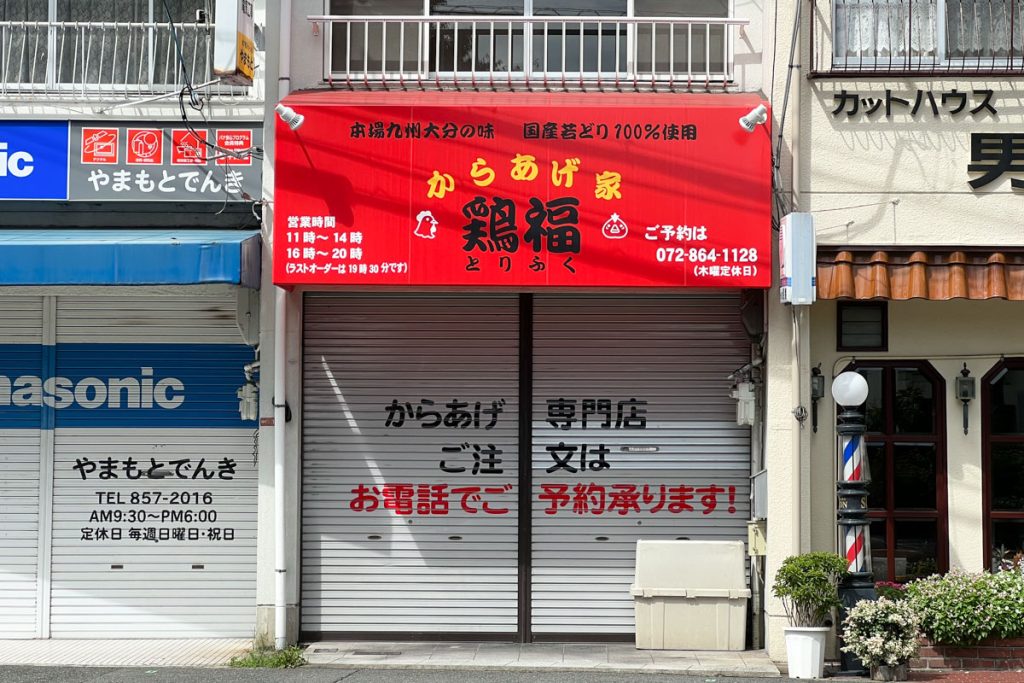 本場九州大分の味 国産若どり100%使用
からあげ家
鶏福
とりふく
営業時間
11時～14時
16時～20時
(ラストオーダーは19時30分です)
ご予約は
072-864-1128
(木曜定休日)
からあげ 専門店
ご注 文は
お電話でご 予約承ります!
nic
やまもとでんき
nasonic
やまもとでんき
TEL 857-2016
AM9:30～PM6:00
定休日 毎週日曜日・祝日
カットハウス
男